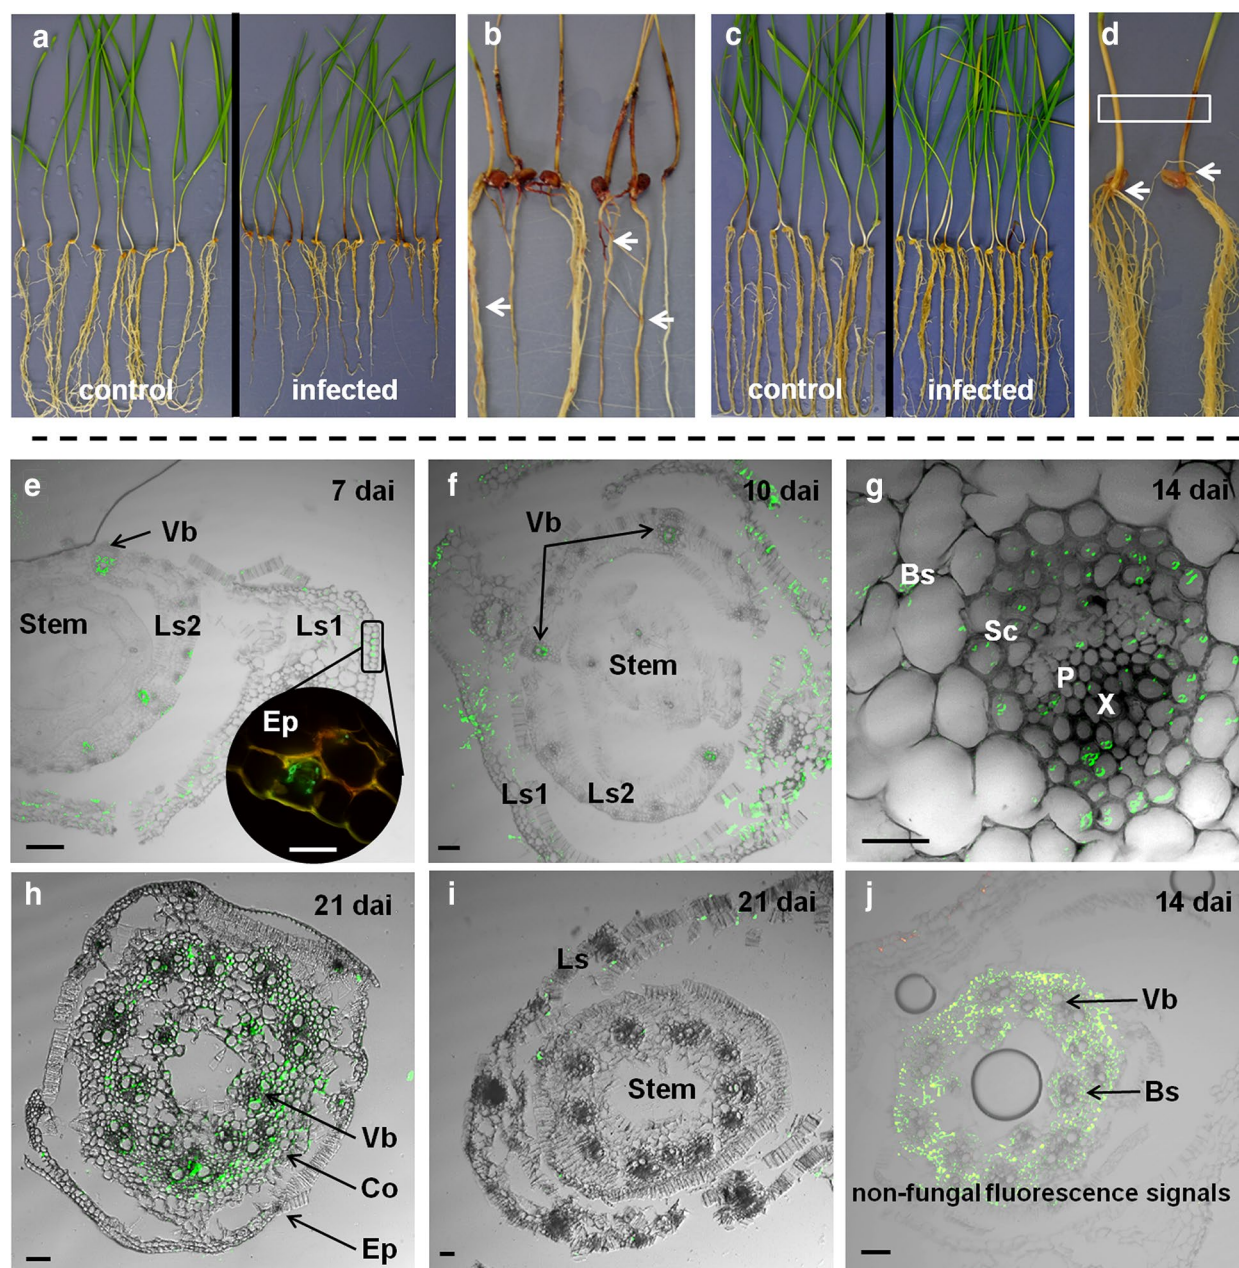 a
control
infected
b
c
control
infected
d
e
7 dai
Vb
Stem
Ls2
Ls1
Ep
f
10 dai
Vb
Stem
Ls1
Ls2
g
14 dai
Bs
Sc
P
X
h
21 dai
Vb
Co
Ep
i
21 dai
Ls
Stem
j
14 dai
Vb
Bs
non-fungal fluorescence signals